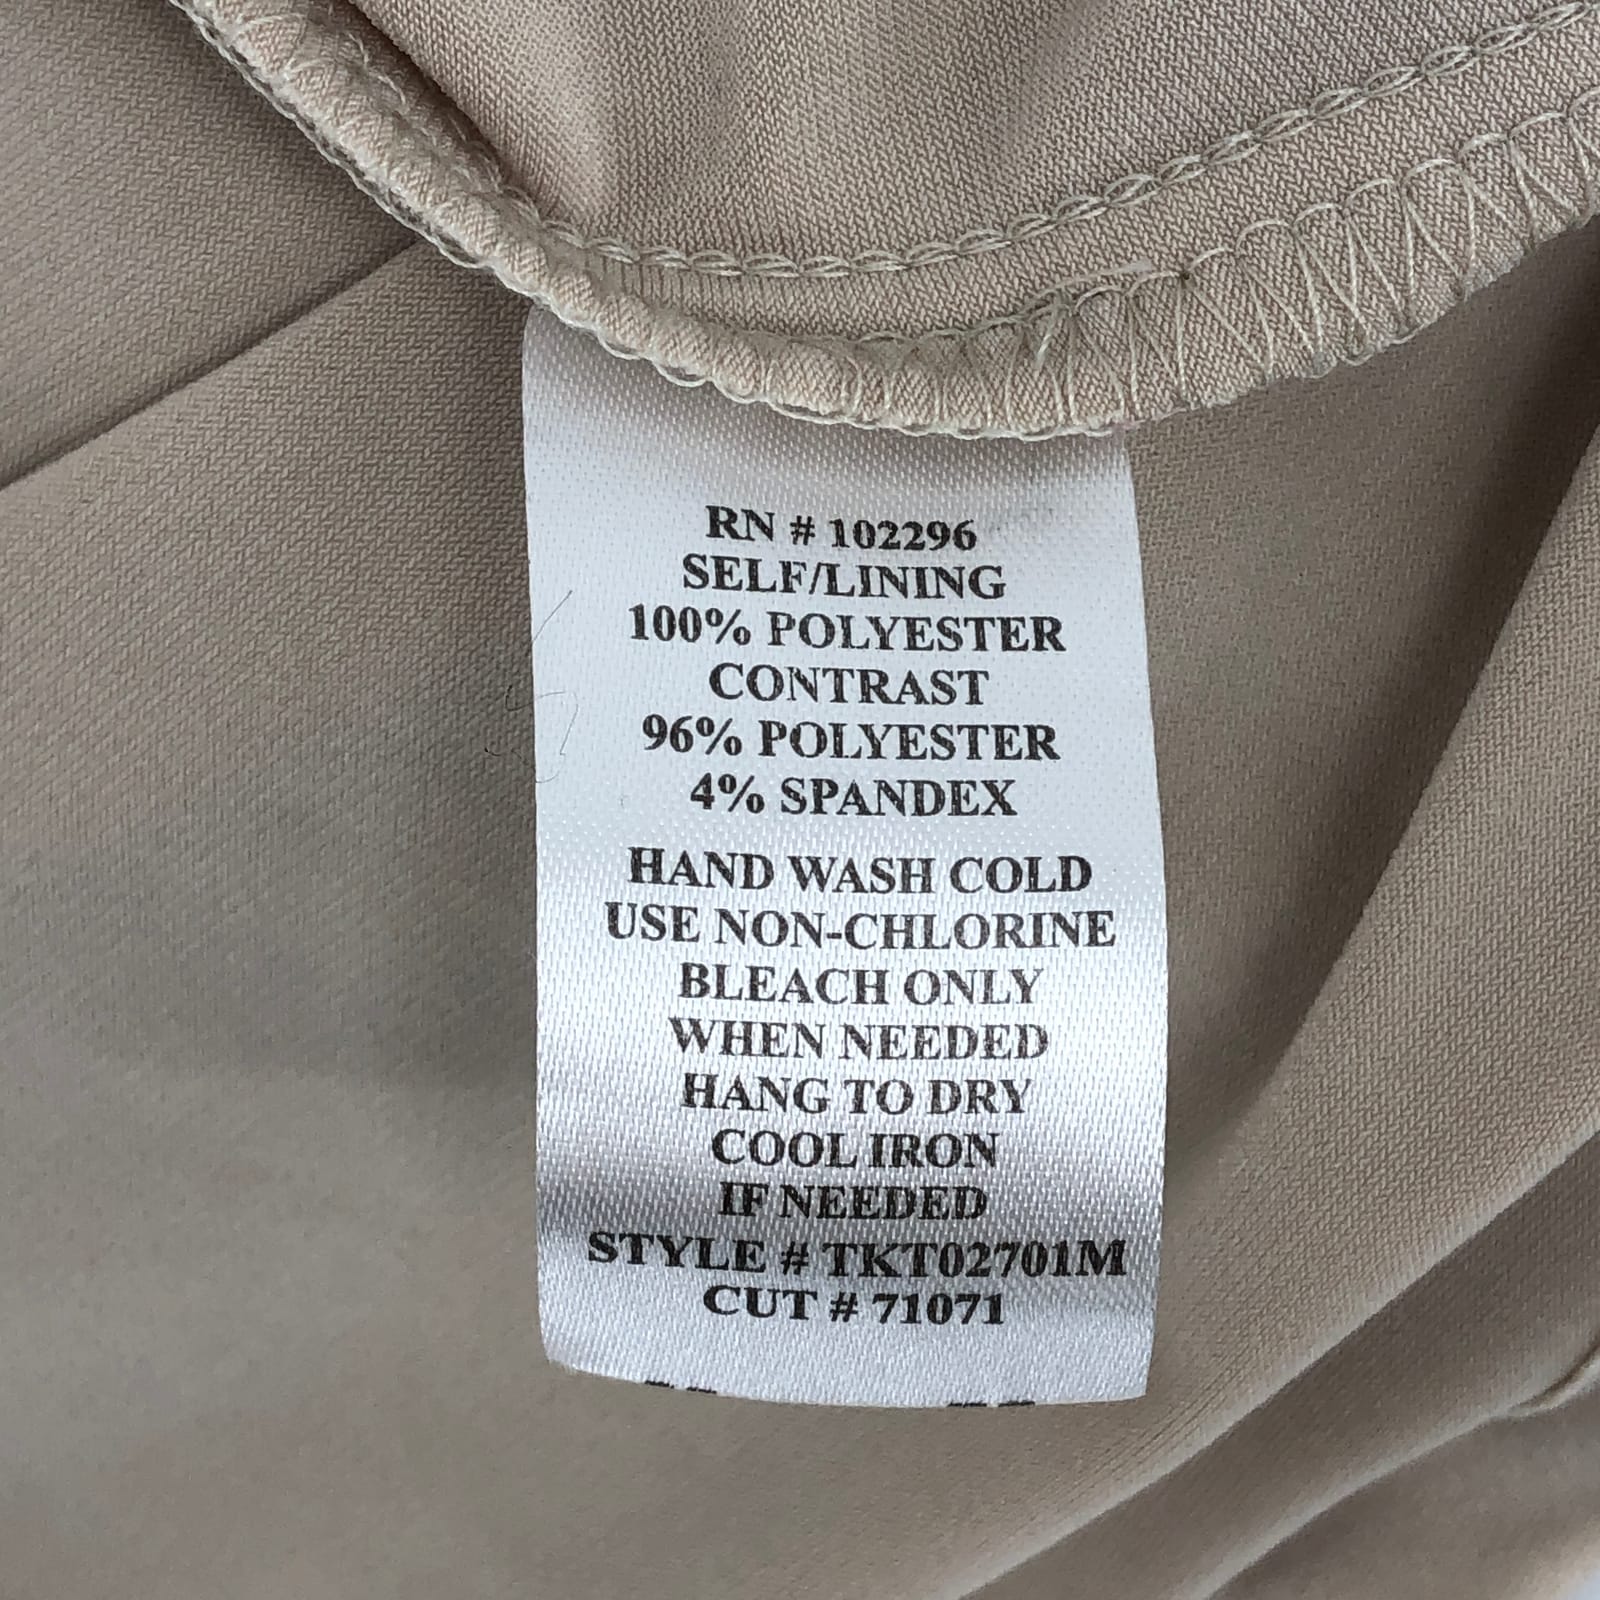 RN # 102296
SELF/LINING
100% POLYESTER
CONTRAST
96% POLYESTER
4% SPANDEX
HAND WASH COLD
USE NON-CHLORINE
BLEACH ONLY
WHEN NEEDED
HANG TO DRY
COOL IRON
IF NEEDED
STYLE # TKT02701M
CUT # 71071